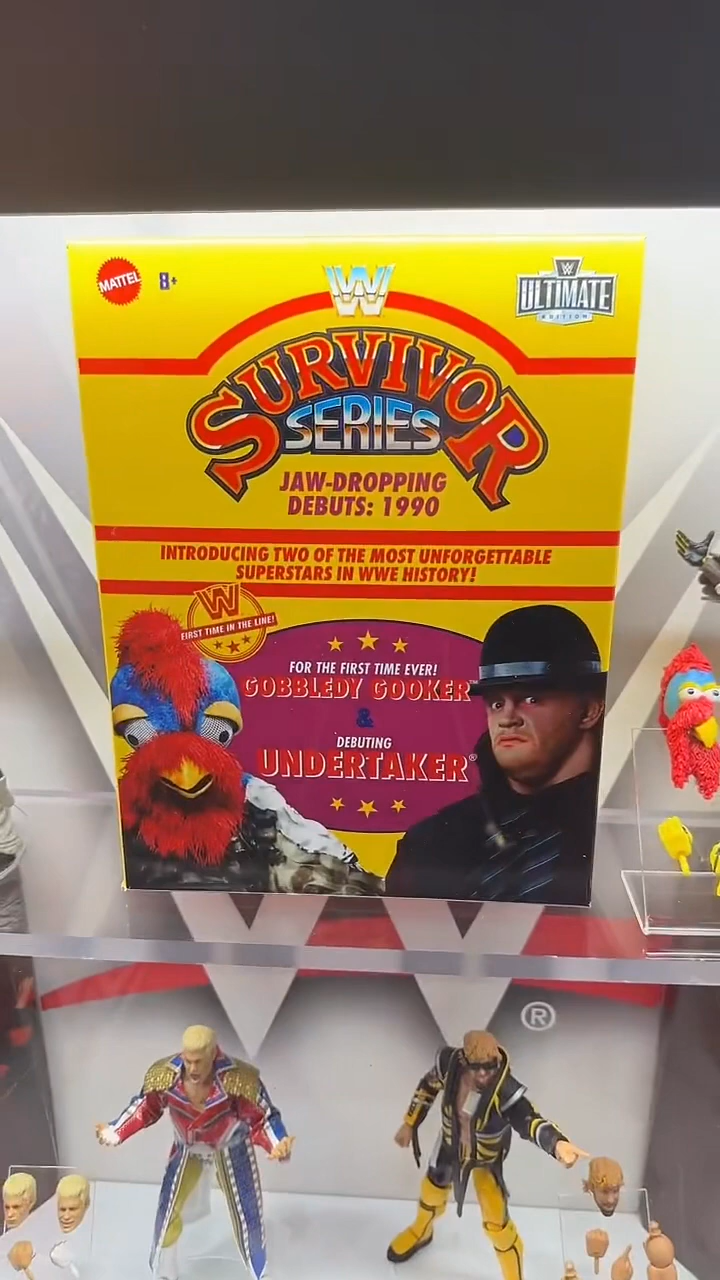 MATTEL
8+
W
W
ULTIMATE
EDITION
SURVIVOR
SERIES
JAW-DROPPING
DEBUTS: 1990
INTRODUCING TWO OF THE MOST UNFORGETTABLE
SUPERSTARS IN WWE HISTORY!
W
FIRST TIME IN THE LINE!
FOR THE FIRST TIME EVER!
GOBBLEDY GOOKER™
&
DEBUTING
UNDERTAKER®
®